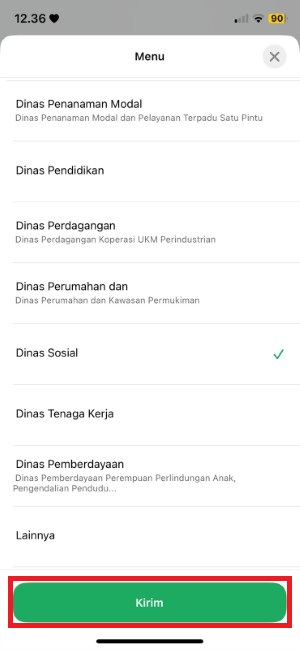 12.36
90
Menu
Dinas Penanaman Modal
Dinas Penanaman Modal dan Pelayanan Terpadu Satu Pintu
Dinas Pendidikan
Dinas Perdagangan
Dinas Perdagangan Koperasi UKM Perindustrian
Dinas Perumahan dan
Dinas Perumahan dan Kawasan Permukiman
Dinas Sosial
Dinas Tenaga Kerja
Dinas Pemberdayaan
Dinas Pemberdayaan Perempuan Perlindungan Anak,
Pengendalian Pendudu...
Lainnya
Kirim